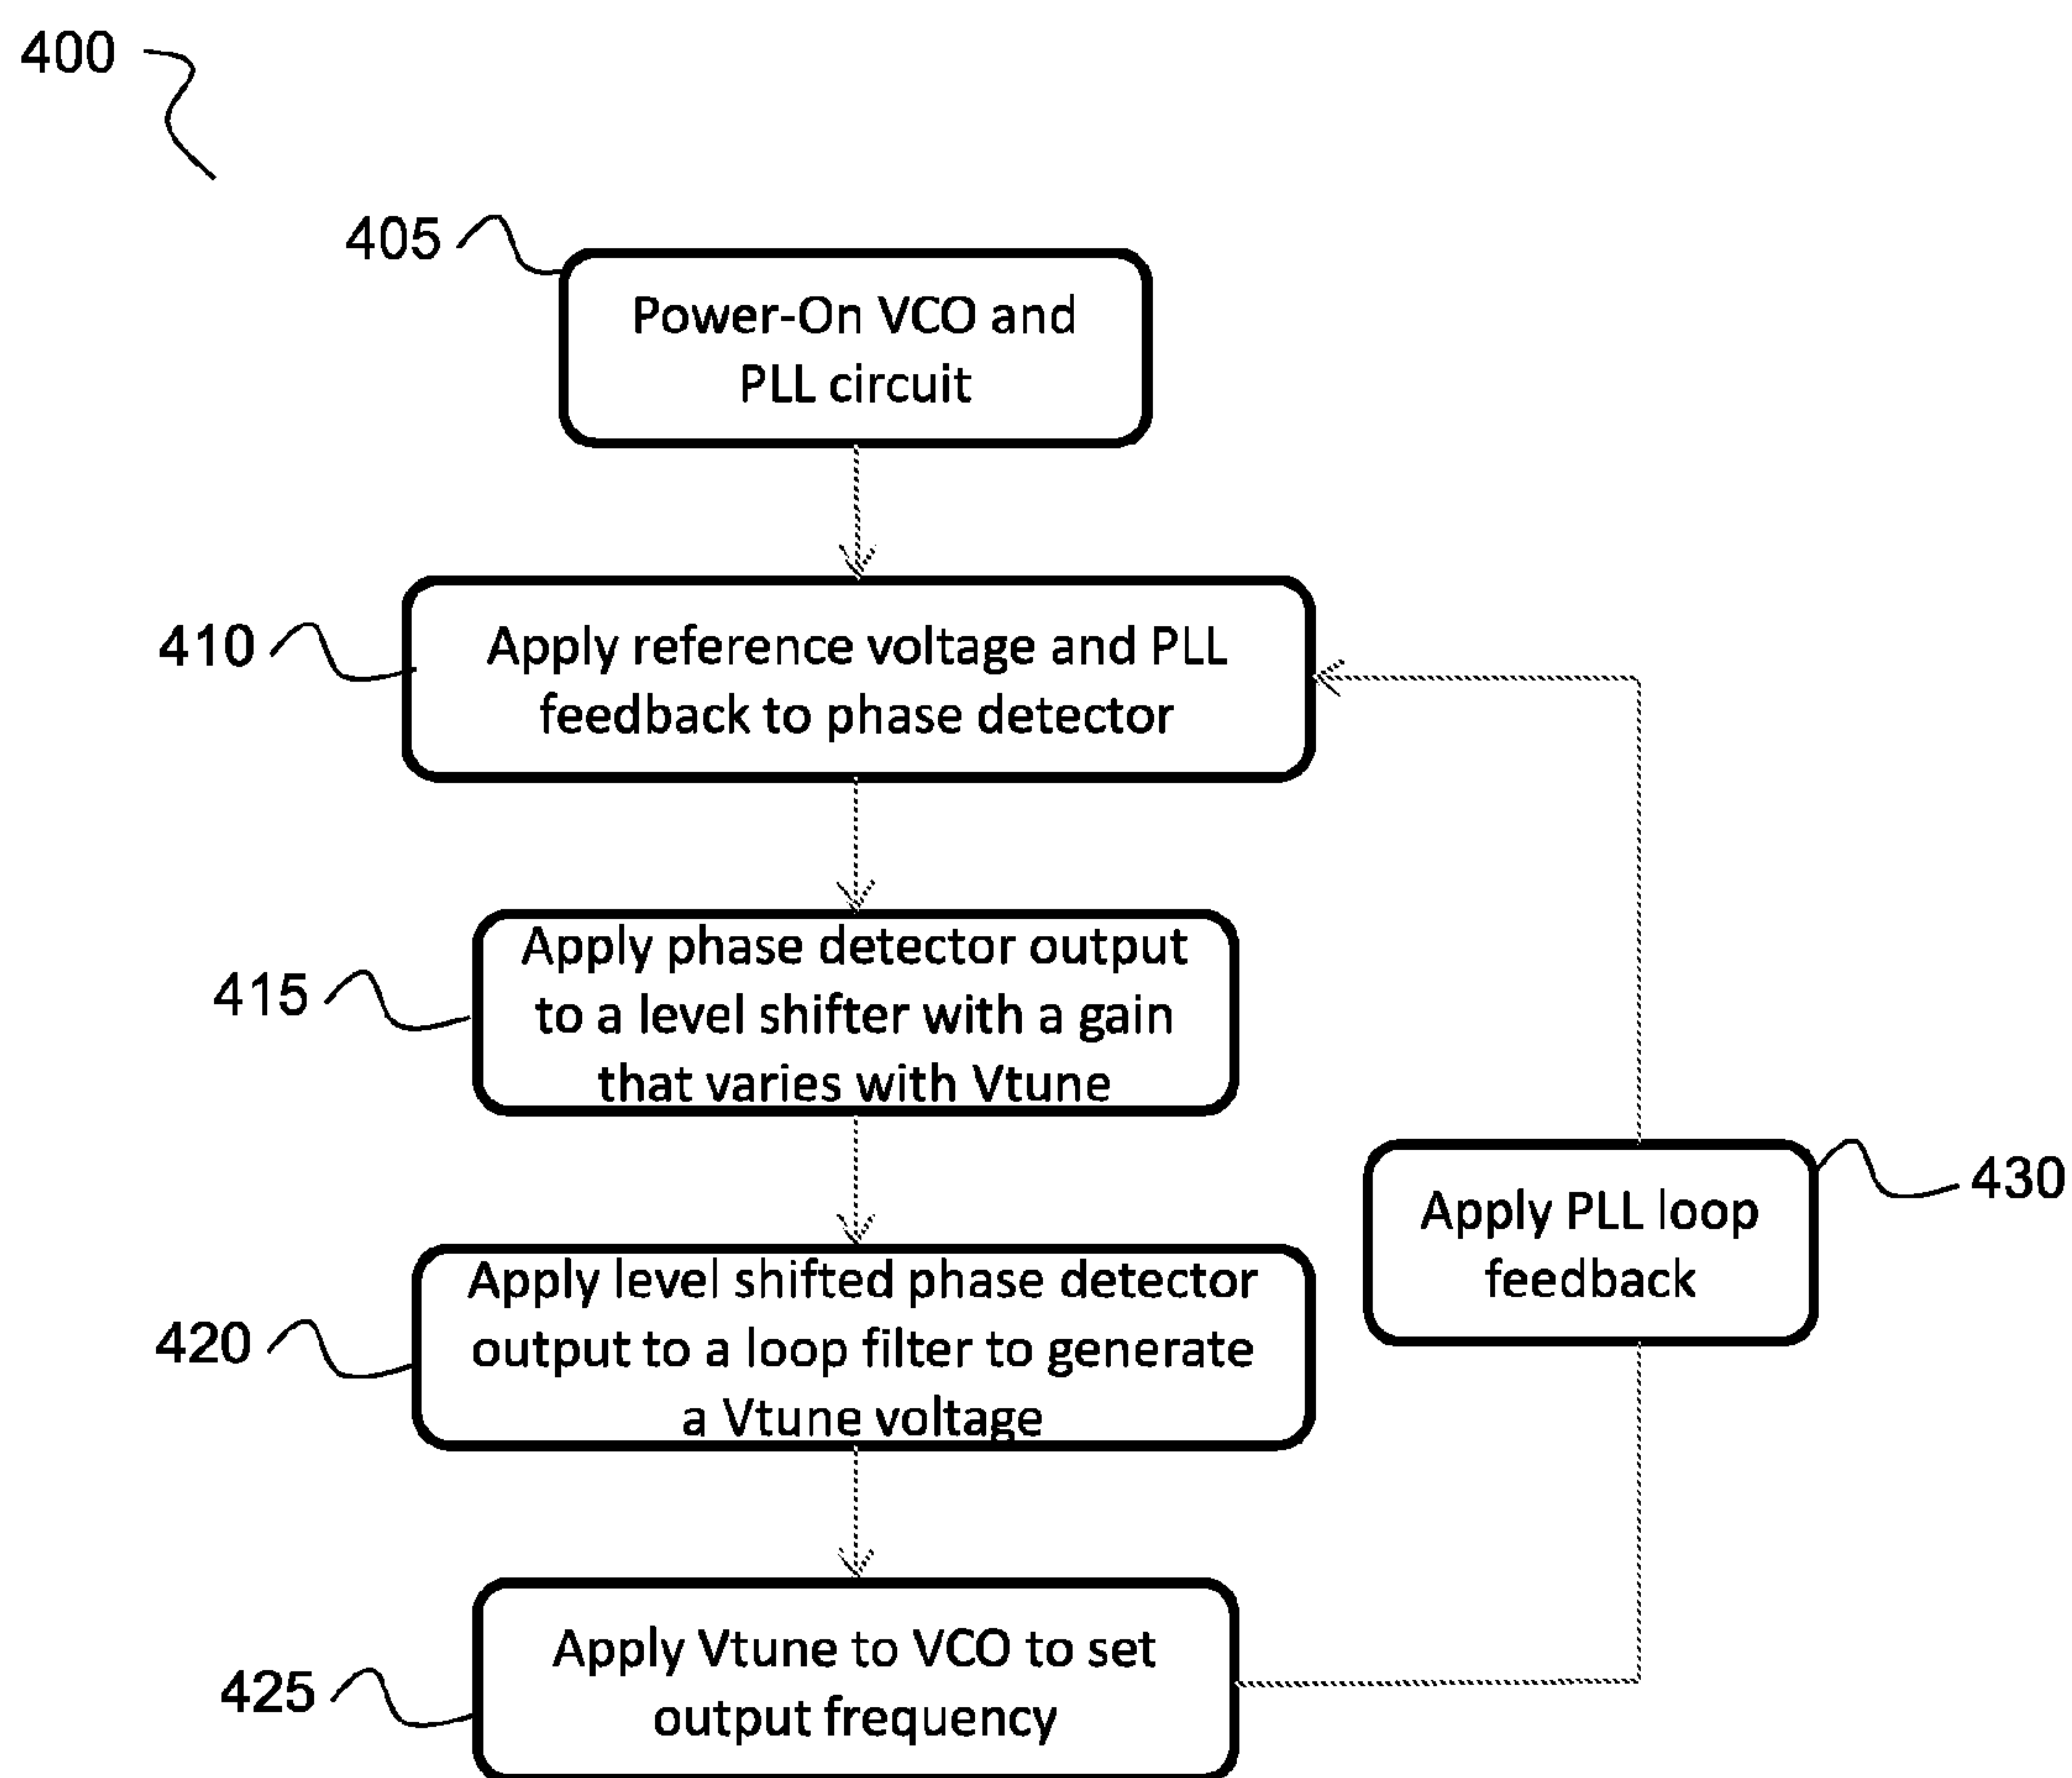 400
405
Power-On VCO and
PLL circuit
410
Apply reference voltage and PLL
feedback to phase detector
415
Apply phase detector output
to a level shifter with a gain
that varies with Vtune
430
Apply PLL loop
feedback
420
Apply level shifted phase detector
output to a loop filter to generate
a Vtune voltage
425
Apply Vtune to VCO to set
output frequency